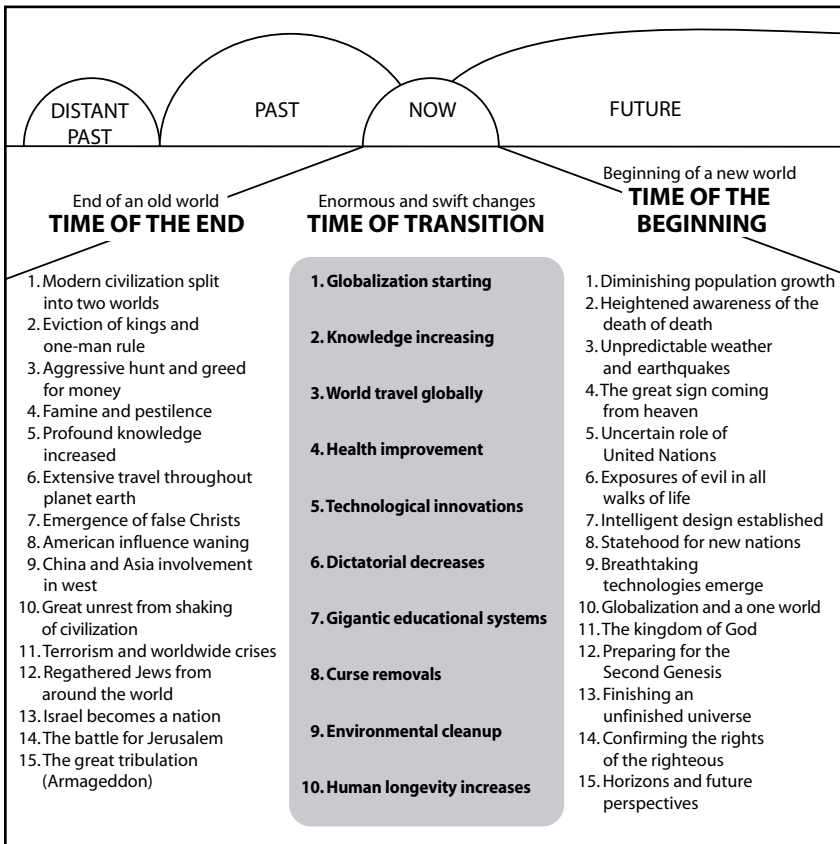 DISTANT
PAST
PAST
NOW
FUTURE
End of an old world
TIME OF THE END
1. Modern civilization split
into two worlds
2. Eviction of kings and
one-man rule
3. Aggressive hunt and greed
for money
4. Famine and pestilence
5. Profound knowledge
increased
6. Extensive travel throughout
planet earth
7. Emergence of false Christs
8. American influence waning
9. China and Asia involvement
in west
10. Great unrest from shaking
of civilization
11. Terrorism and worldwide crises
12. Regathered Jews from
around the world
13. Israel becomes a nation
14. The battle for Jerusalem
15. The great tribulation
(Armageddon)
Enormous and swift changes
TIME OF TRANSITION
1. Globalization starting
2. Knowledge increasing
3. World travel globally
4. Health improvement
5. Technological innovations
6. Dictatorial decreases
7. Gigantic educational systems
8. Curse removals
9. Environmental cleanup
10. Human longevity increases
Beginning of a new world
TIME OF THE
BEGINNING
1. Diminishing population growth
2. Heightened awareness of the
death of death
3. Unpredictable weather
and earthquakes
4. The great sign coming
from heaven
5. Uncertain role of
United Nations
6. Exposures of evil in all
walks of life
7. Intelligent design established
8. Statehood for new nations
9. Breathtaking
technologies emerge
10. Globalization and a one world
11. The kingdom of God
12. Preparing for the
Second Genesis
13. Finishing an
unfinished universe
14. Confirming the rights
of the righteous
15. Horizons and future
perspectives